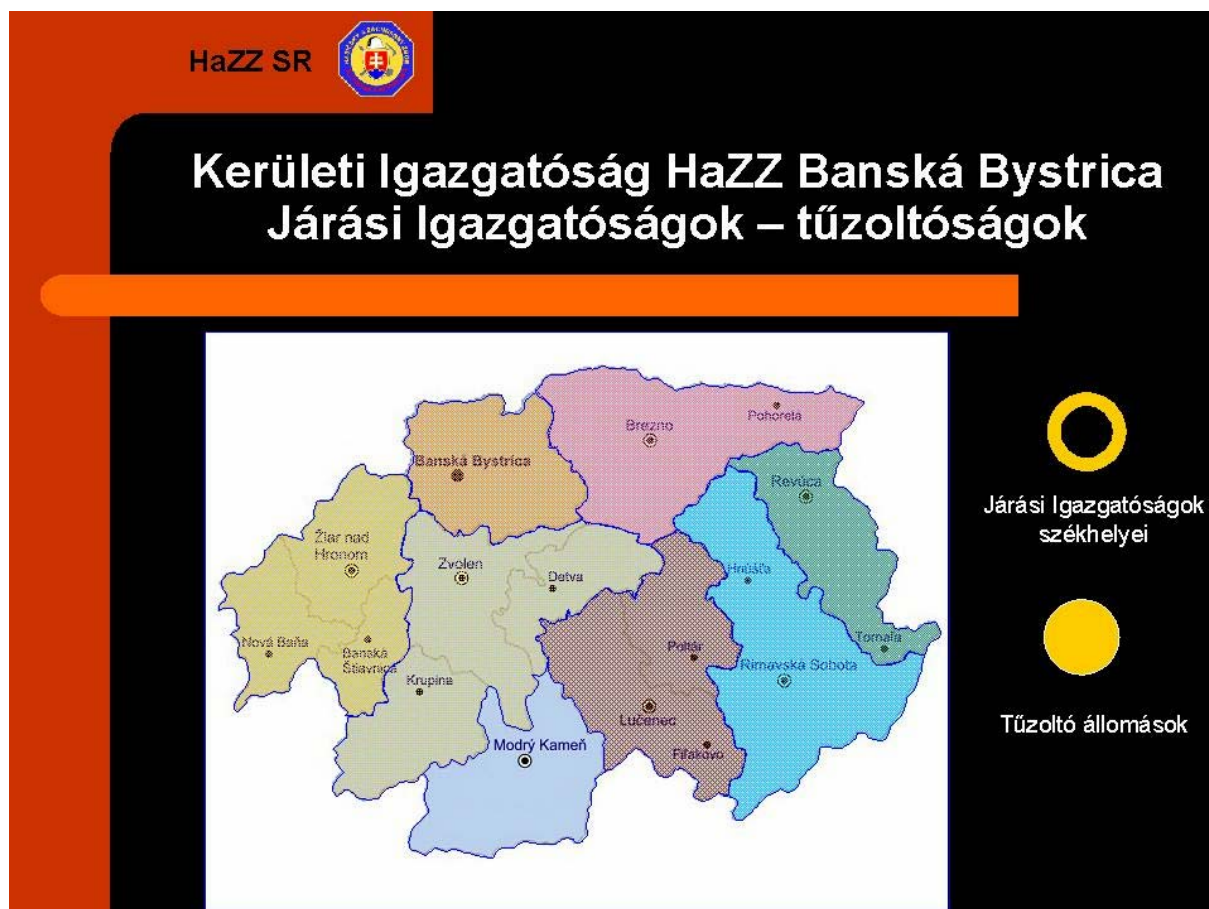 HaZZ SR
Kerületi Igazgatóság HaZZ Banská Bystrica
Járási Igazgatóságok – tűzoltóságok
Pohorela
Brezno
Banská Bystrica
Revúca
Žiar nad
Hronom
Zvolen
Detva
Hnúšťa
Nová Baňa
Banská
Štiavnica
Krupina
Poltár
Tornaľa
Rimavská Sobota
Lučenec
Modrý Kameň
Fiľakovo
Járási Igazgatóságok
székhelyei
Tűzoltó állomások